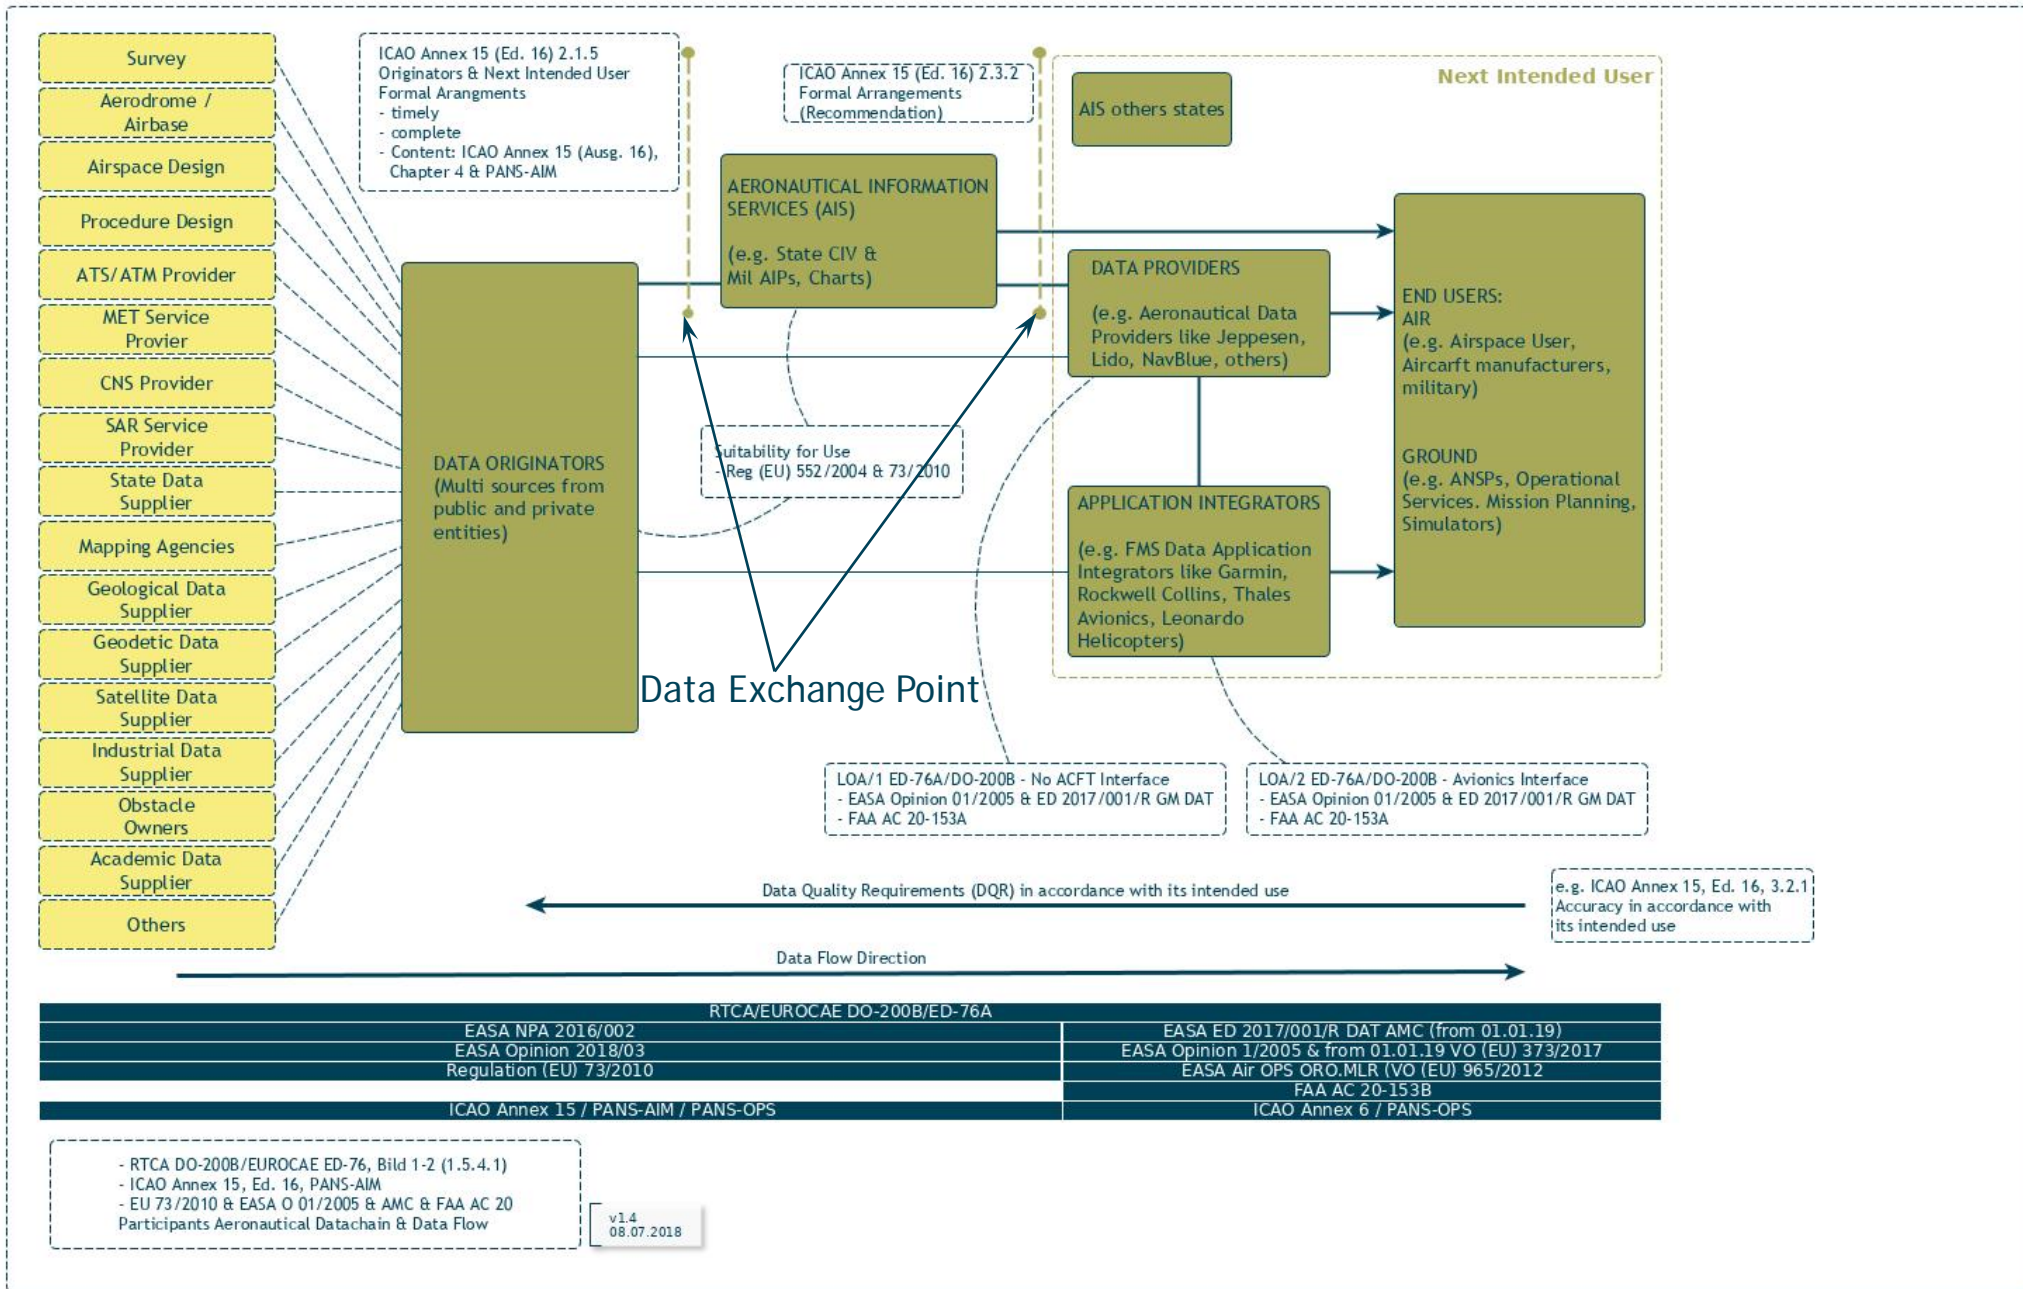 Survey
Aerodrome /
Airbase
Airspace Design
Procedure Design
ATS/ATM Provider
MET Service
Provier
CNS Provider
SAR Service
Provider
State Data
Supplier
Mapping Agencies
Geological Data
Supplier
Geodetic Data
Supplier
Satellite Data
Supplier
Industrial Data
Supplier
Obstacle
Owners
Academic Data
Supplier
Others
ICAO Annex 15 (Ed. 16) 2.1.5
Originators & Next Intended User
Formal Arangments
- timely
- complete
- Content: ICAO Annex 15 (Ausg. 16),
Chapter 4 & PANS-AIM
DATA ORIGINATORS
(Multi sources from
public and private
entities)
ICAO Annex 15 (Ed. 16) 2.3.2
Formal Arrangements
(Recommendation)
AERONAUTICAL INFORMATION
SERVICES (AIS)
(e.g. State CIV &
Mil AIPs, Charts)
Suitability for Use
- Reg (EU) 552/2004 & 73/2010
Data Exchange Point
Next Intended User
AIS others states
DATA PROVIDERS
(e.g. Aeronautical Data
Providers like Jeppesen,
Lido, NavBlue, others)
APPLICATION INTEGRATORS
(e.g. FMS Data Application
Integrators like Garmin,
Rockwell Collins, Thales
Avionics, Leonardo
Helicopters)
END USERS:
AIR
(e.g. Airspace User,
Aircarft manufacturers,
military)
GROUND
(e.g. ANSPs, Operational
Services. Mission Planning,
Simulators)
LOA/1 ED-76A/DO-200B - No ACFT Interface
- EASA Opinion 01/2005 & ED 2017/001/R GM DAT
- FAA AC 20-153A
LOA/2 ED-76A/DO-200B - Avionics Interface
- EASA Opinion 01/2005 & ED 2017/001/R GM DAT
- FAA AC 20-153A
Data Quality Requirements (DQR) in accordance with its intended use
e.g. ICAO Annex 15, Ed. 16, 3.2.1
Accuracy in accordance with
its intended use
Data Flow Direction
RTCA/EUROCAE DO-200B/ED-76A
EASA NPA 2016/002
EASA Opinion 2018/03
Regulation (EU) 73/2010
ICAO Annex 15 / PANS-AIM / PANS-OPS
EASA ED 2017/001/R DAT AMC (from 01.01.19)
EASA Opinion 1/2005 & from 01.01.19 VO (EU) 373/2017
EASA Air OPS ORO.MLR (VO (EU) 965/2012
FAA AC 20-153B
ICAO Annex 6 / PANS-OPS
- RTCA DO-200B/EUROCAE ED-76, Bild 1-2 (1.5.4.1)
- ICAO Annex 15, Ed. 16, PANS-AIM
- EU 73/2010 & EASA O 01/2005 & AMC & FAA AC 20
Participants Aeronautical Datachain & Data Flow
v1.4
08.07.2018